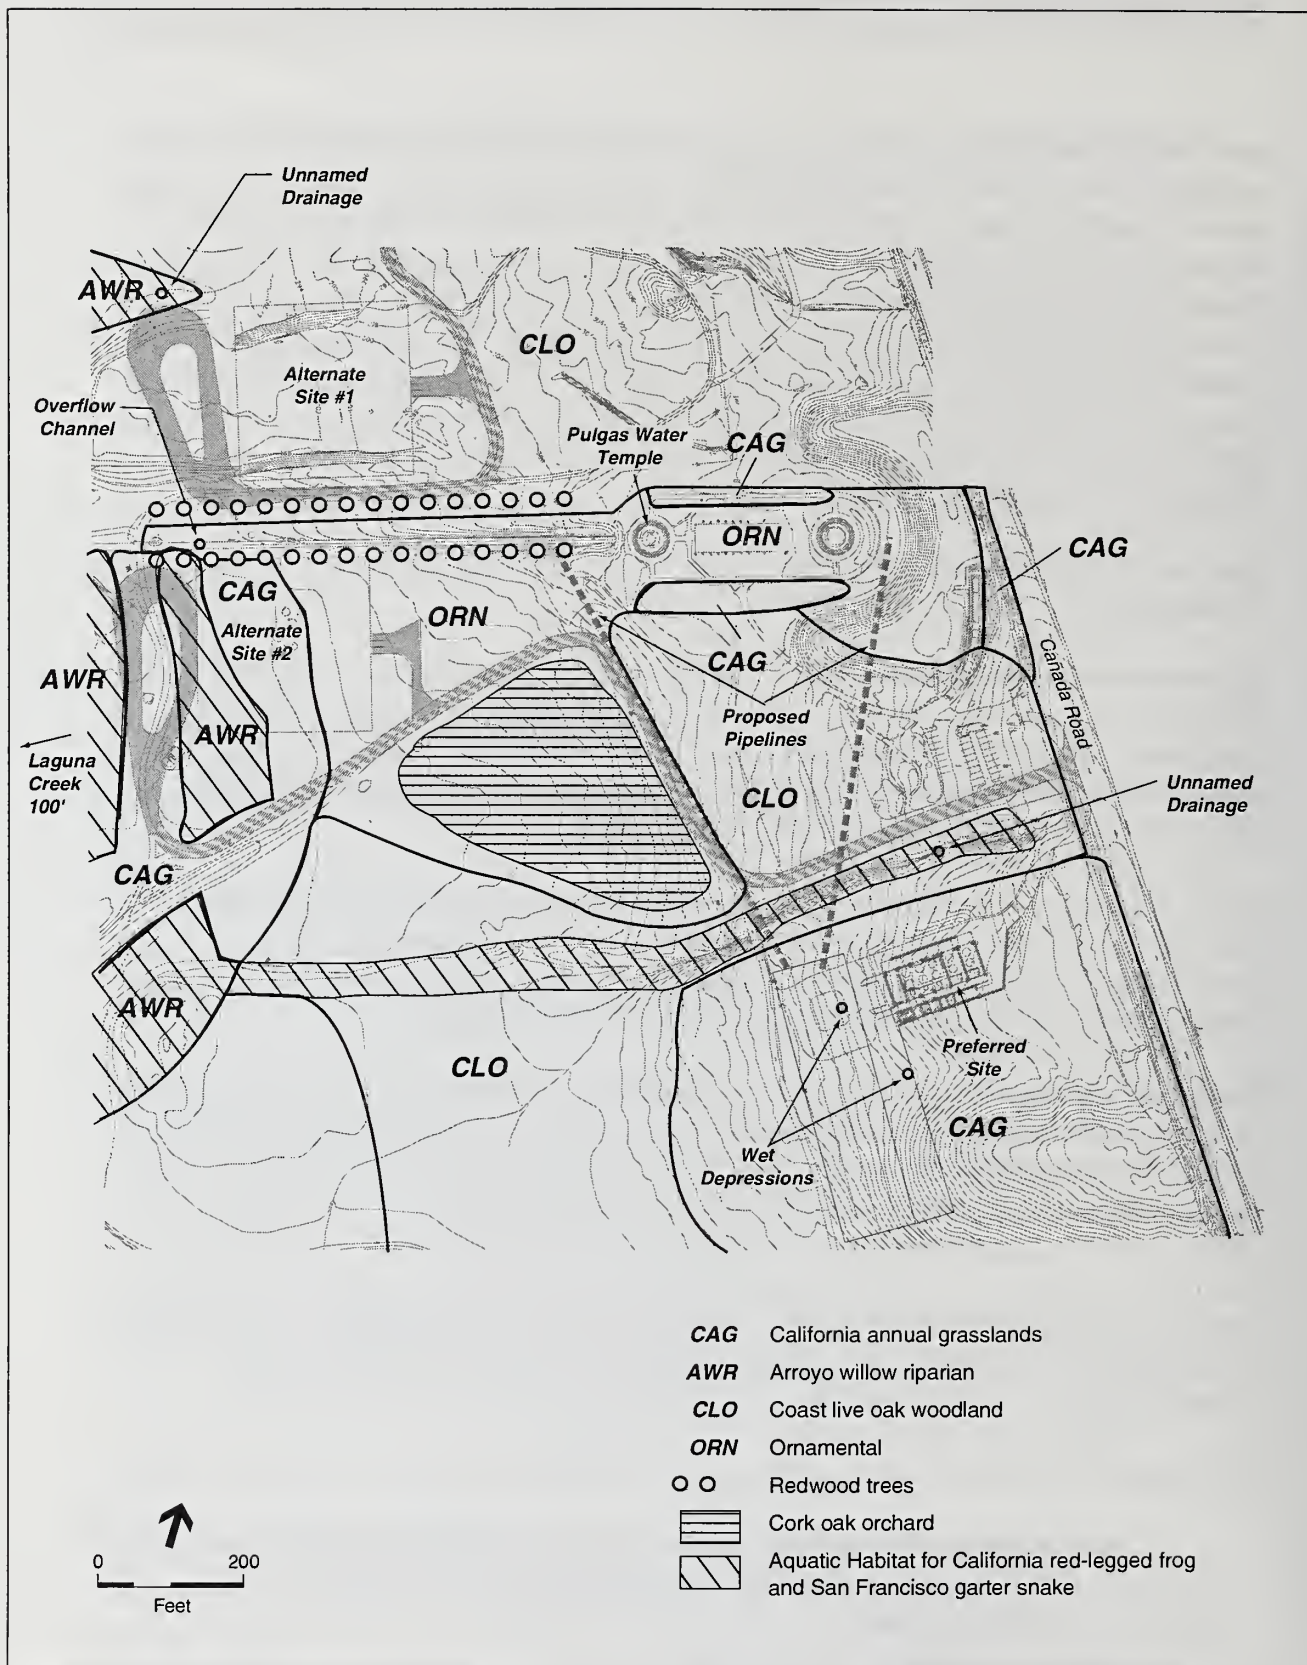 Unnamed
Drainage
AWR
CLO
Alternate
Site #1
Overflow
Channel
Pulgas Water
Temple
CAG
ORN
CAG
CAG
ORN
Alternate
Site #2
CAG
AWR
Canada Road
AWR
Proposed
Pipelines
Laguna
Creek
100'
CLO
Unnamed
Drainage
CAG
AWR
Preferred
Site
CLO
CAG
Wet
Depressions
CAG California annual grasslands
AWR Arroyo willow riparian
CLO Coast live oak woodland
ORN Ornamental
Redwood trees
Cork oak orchard
Aquatic Habitat for California red-legged frog
and San Francisco garter snake
0 200
Feet